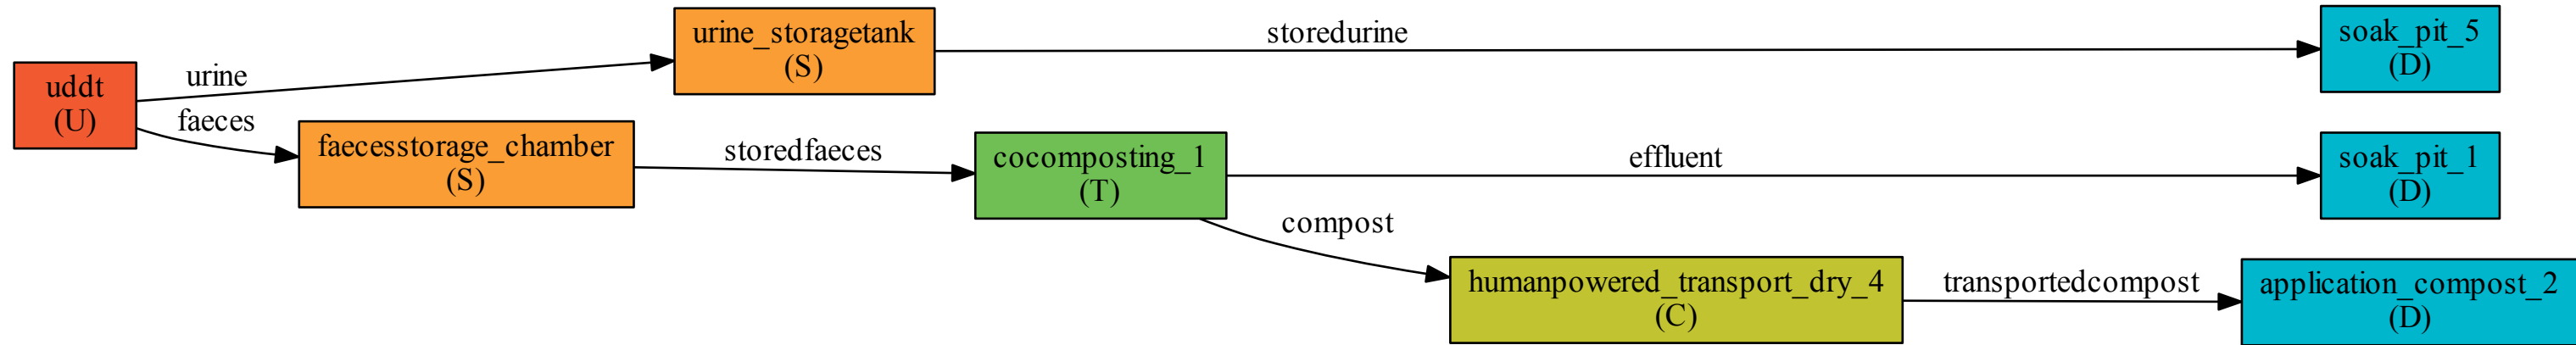 uddt
(U)
urine
faeces
urine_storagetank
(S)
storedurine
soak_pit_5
(D)
faecesstorage_chamber
(S)
storedfaeces
cocomposting_1
(T)
effluent
soak_pit_1
(D)
compost
humanpowered_transport_dry_4
(C)
transportedcompost
application_compost_2
(D)